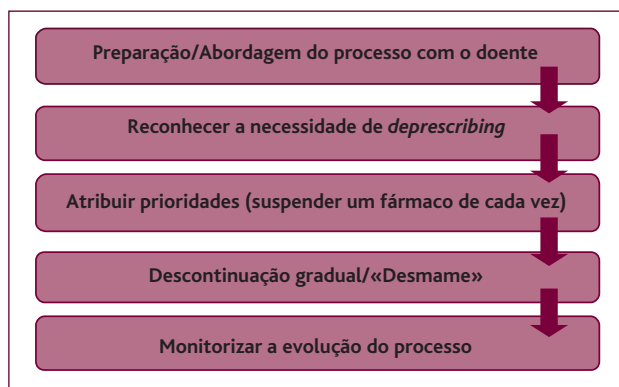 Preparação/Abordagem do processo com o doente
Reconhecer a necessidade de deprescribing
Atribuir prioridades (suspender um fármaco de cada vez)
Descontinuação gradual/«Desmame»
Monitorizar a evolução do processo